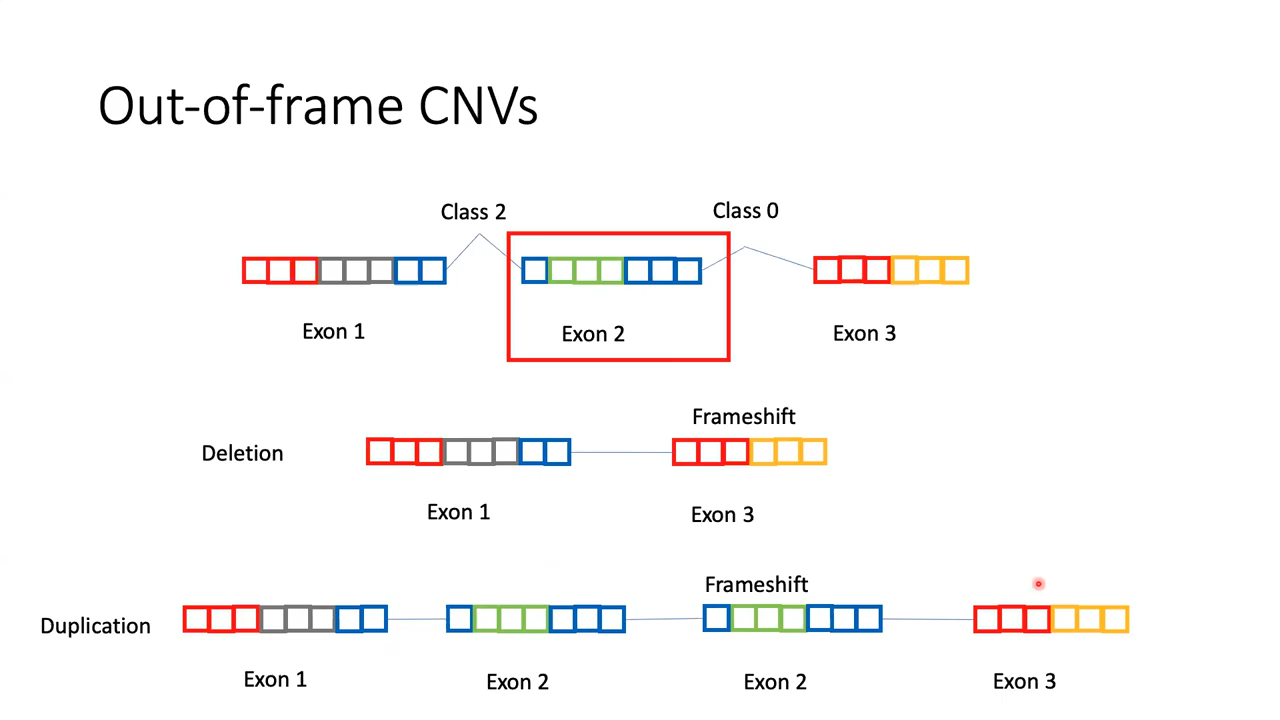 Out-of-frame CNVs
Class 2
Class 0
Exon 1
Exon 2
Exon 3
Frameshift
Deletion
Exon 1
Exon 3
Frameshift
Duplication
Exon 1
Exon 2
Exon 2
Exon 3